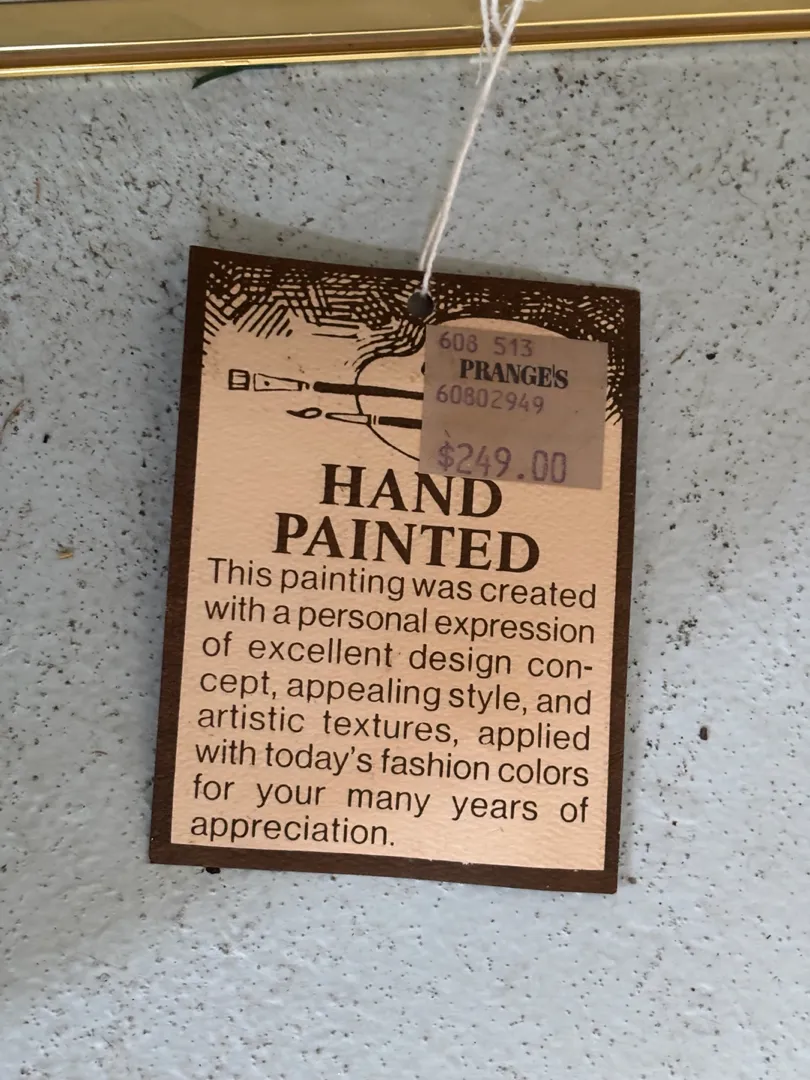 608 513
PRANGE'S
60802949
$249.00
HAND
PAINTED
This painting was created
with a personal expression
of excellent design con-
cept, appealing style, and
artistic textures, applied
with today's fashion colors
for your many years of
appreciation.